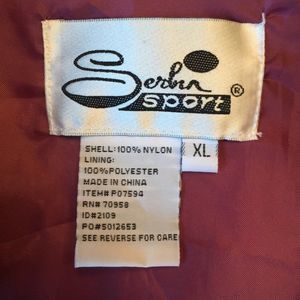 Serbin
sport®
XL
SHELL: 100% NYLON
LINING:
100%POLYESTER
MADE IN CHINA
ITEM# P07594
RN# 70958
ID#2109
PO#5012653
SEE REVERSE FOR CARE